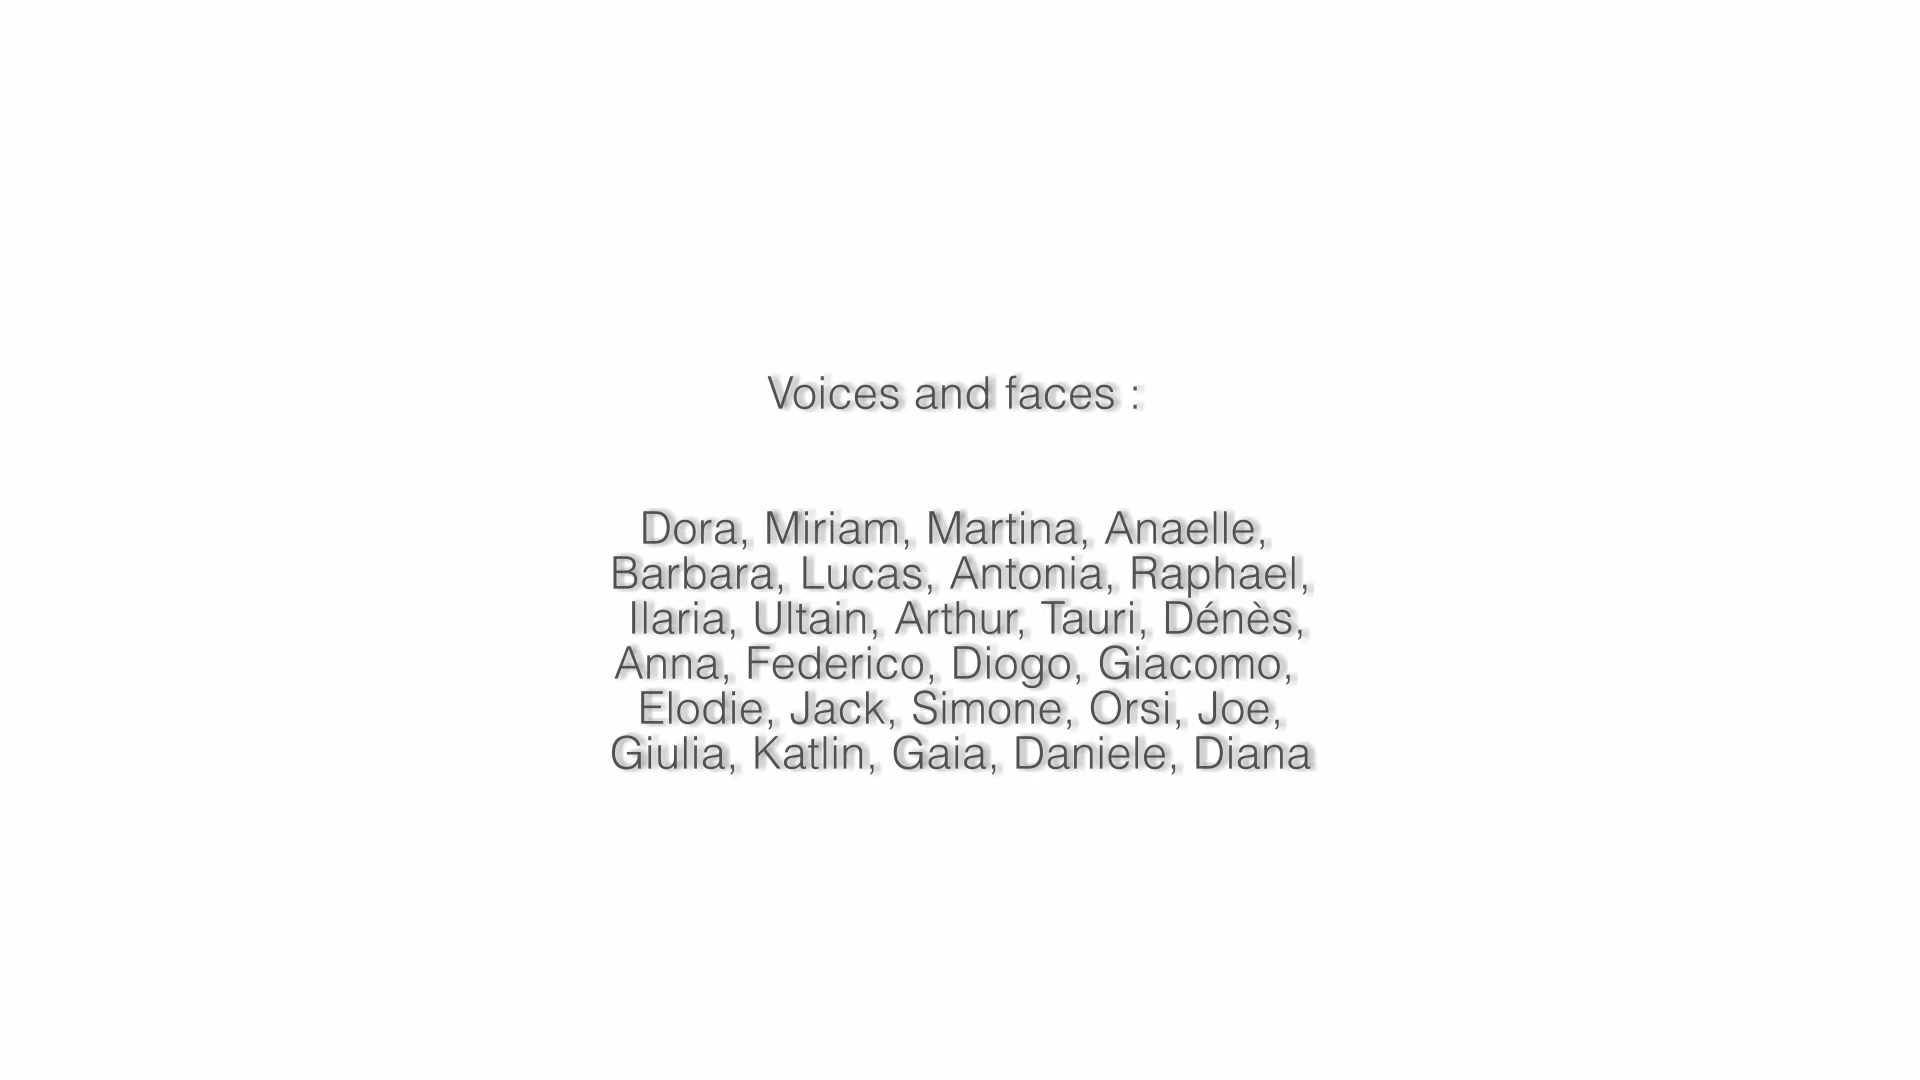 Voices and faces :
Dora, Miriam, Martina, Anaelle,
Barbara, Lucas, Antonia, Raphael,
Ilaria, Ultain, Arthur, Tauri, Dénès,
Anna, Federico, Diogo, Giacomo,
Elodie, Jack, Simone, Orsi, Joe,
Giulia, Katlin, Gaia, Daniele, Diana